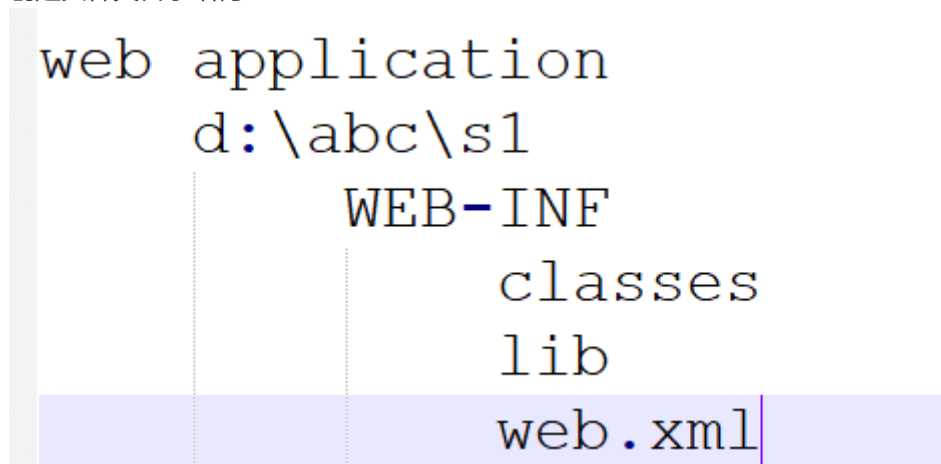 web application
d:\abc\s1
WEB-INF
classes
lib
web.xml